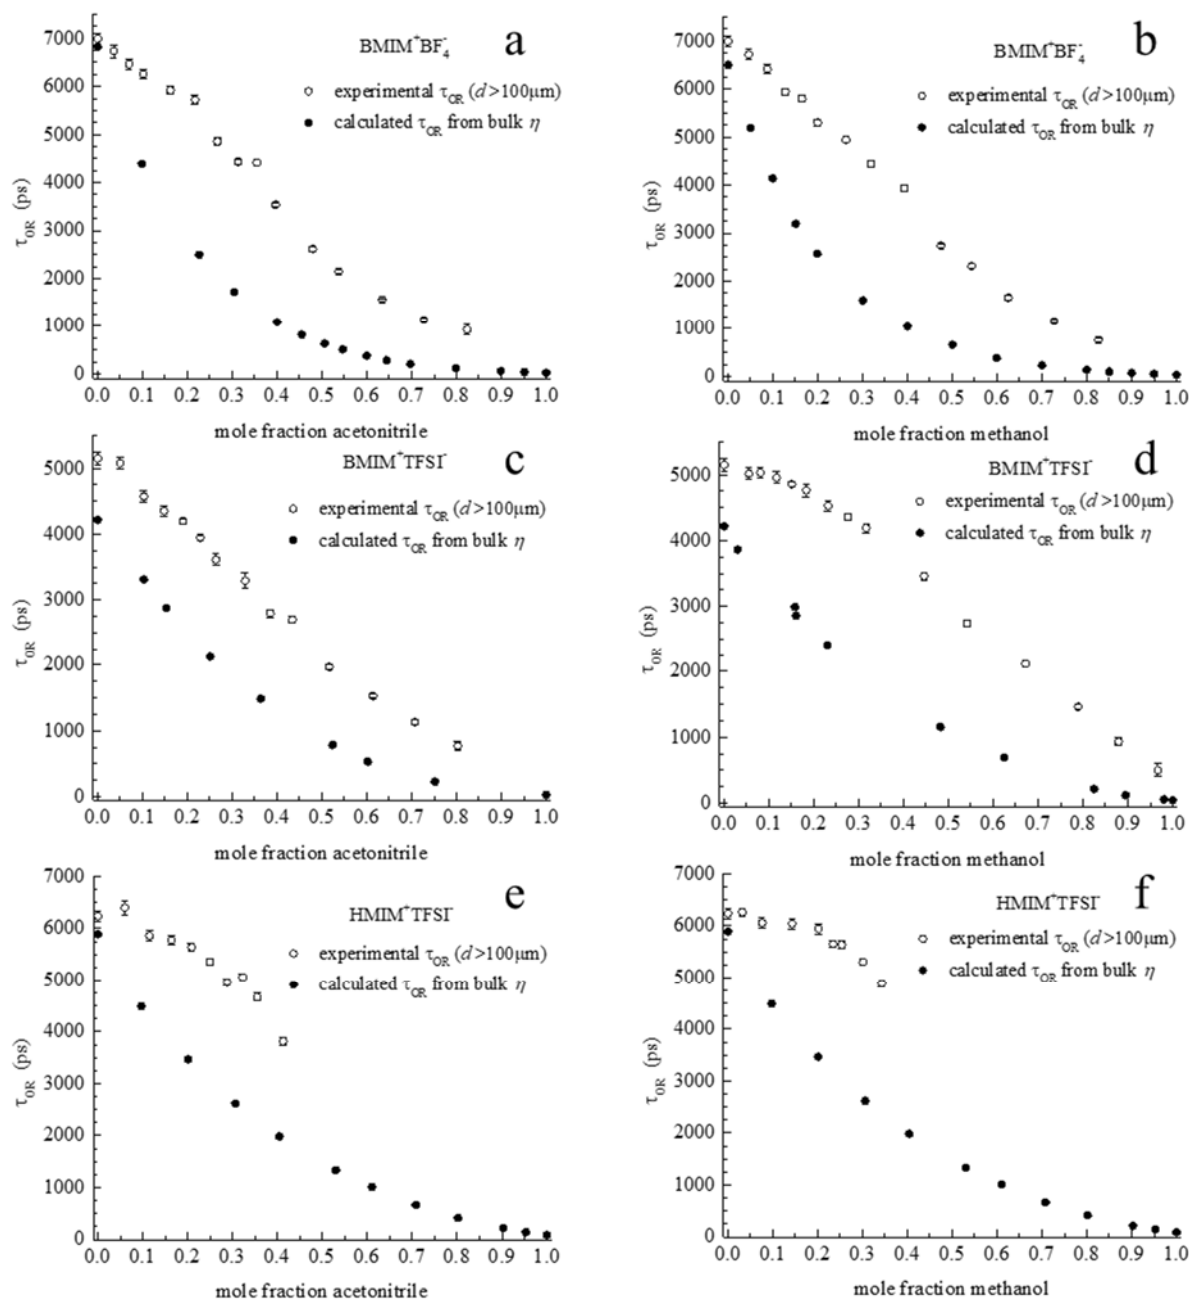 a
BMIM⁺BF₄⁻
experimental τOR (d>100μm)
calculated τOR from bulk η
7000
6000
5000
4000
3000
2000
1000
0
τOR (ps)
0.0 0.1 0.2 0.3 0.4 0.5 0.6 0.7 0.8 0.9 1.0
mole fraction acetonitrile
b
BMIM⁺BF₄⁻
experimental τOR (d>100μm)
calculated τOR from bulk η
7000
6000
5000
4000
3000
2000
1000
0
τOR (ps)
0.0 0.1 0.2 0.3 0.4 0.5 0.6 0.7 0.8 0.9 1.0
mole fraction methanol
c
BMIM⁺TFSI⁻
experimental τOR (d>100μm)
calculated τOR from bulk η
5000
4000
3000
2000
1000
0
τOR (ps)
0.0 0.1 0.2 0.3 0.4 0.5 0.6 0.7 0.8 0.9 1.0
mole fraction acetonitrile
d
BMIM⁺TFSI⁻
experimental τOR (d>100μm)
calculated τOR from bulk η
5000
4000
3000
2000
1000
0
τOR (ps)
0.0 0.1 0.2 0.3 0.4 0.5 0.6 0.7 0.8 0.9 1.0
mole fraction methanol
e
HMIM⁺TFSI⁻
experimental τOR (d>100μm)
calculated τOR from bulk η
7000
6000
5000
4000
3000
2000
1000
0
τOR (ps)
0.0 0.1 0.2 0.3 0.4 0.5 0.6 0.7 0.8 0.9 1.0
mole fraction acetonitrile
f
HMIM⁺TFSI⁻
experimental τOR (d>100μm)
calculated τOR from bulk η
7000
6000
5000
4000
3000
2000
1000
0
τOR (ps)
0.0 0.1 0.2 0.3 0.4 0.5 0.6 0.7 0.8 0.9 1.0
mole fraction methanol